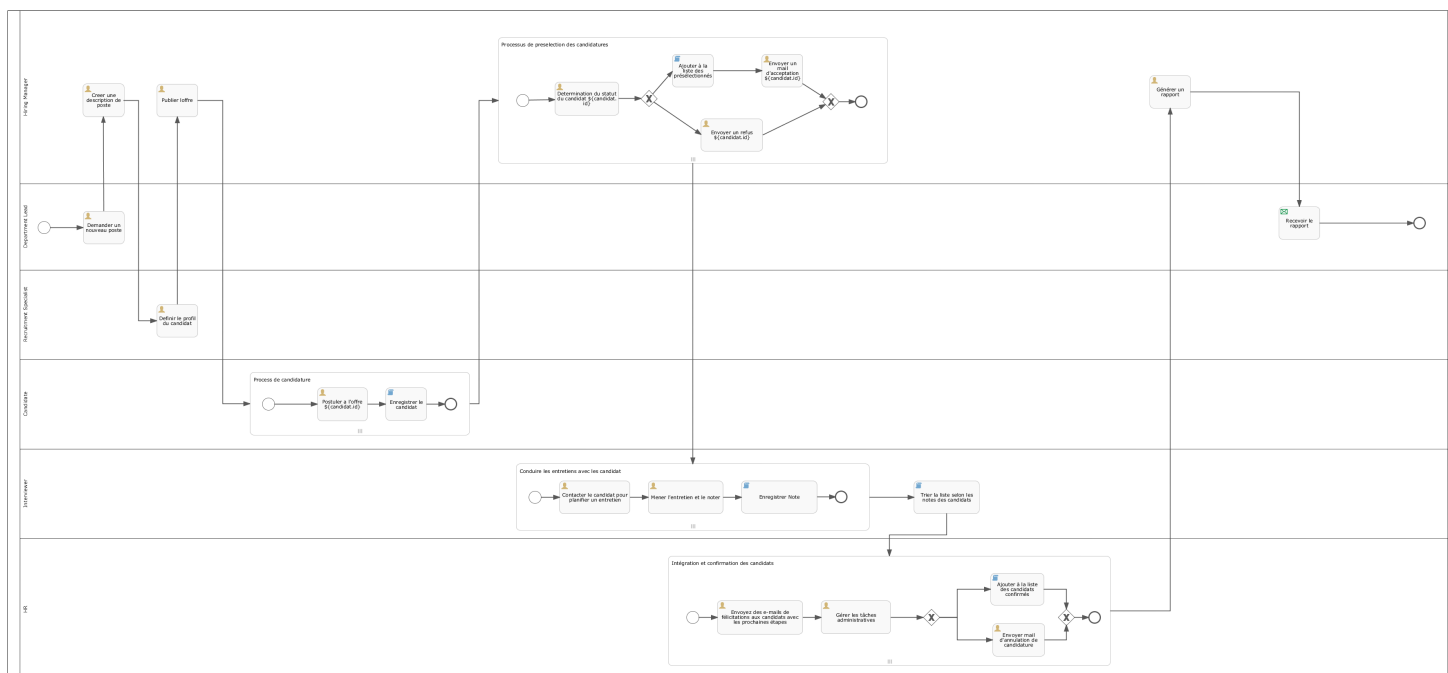 Hiring Manager
Creer une
description de
poste
Publier loffre
Processus de preselection des candidatures
Determination du statut
du candidat ${candidat.
id}
Ajouter à la
liste des
présélectionnés
Envoyer un
mail
d'acceptation
${candidat.id}
Envoyer un refus
${candidat.id}
Générer un
rapport
Department Lead
Demander un
nouveau poste
Recevoir le
rapport
Recruitment Specialist
Definir le profil
du candidat
Candidate
Process de candidature
Postuler a l'offre
${candidat.id}
Enregistrer le
candidat
Interviewer
Conduire les entretiens avec les candidat
Contacter le candidat pour
planifier un entretien
Mener l'entretien et le noter
Enregistrer Note
Trier la liste selon les
notes des candidats
HR
Intégration et confirmation des candidats
Envoyez des e-mails de
félicitations aux candidats avec
les prochaines étapes
Gérer les tâches
administratives
Ajouter à la liste
des candidats
confirmés
Envoyer mail
d'annulation de
candidature